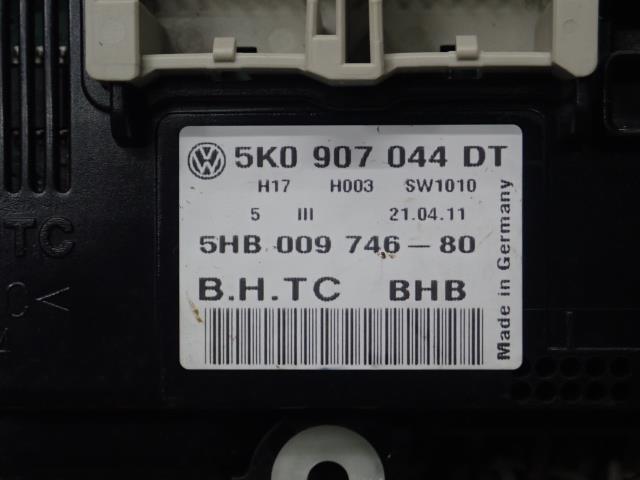 5K0 907 044 DT
H17 H003 SW1010
5 III 21.04.11
5HB 009 746-80
B.H.TC BHB
Made in Germany
TC